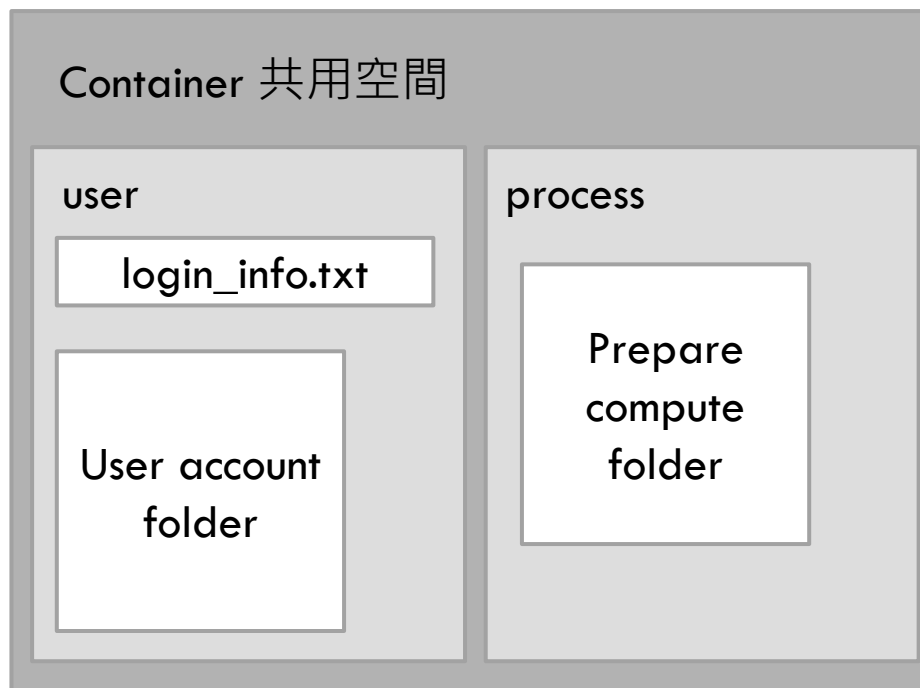 Container 共用空間
user
login_info.txt
User account
folder
process
Prepare
compute
folder